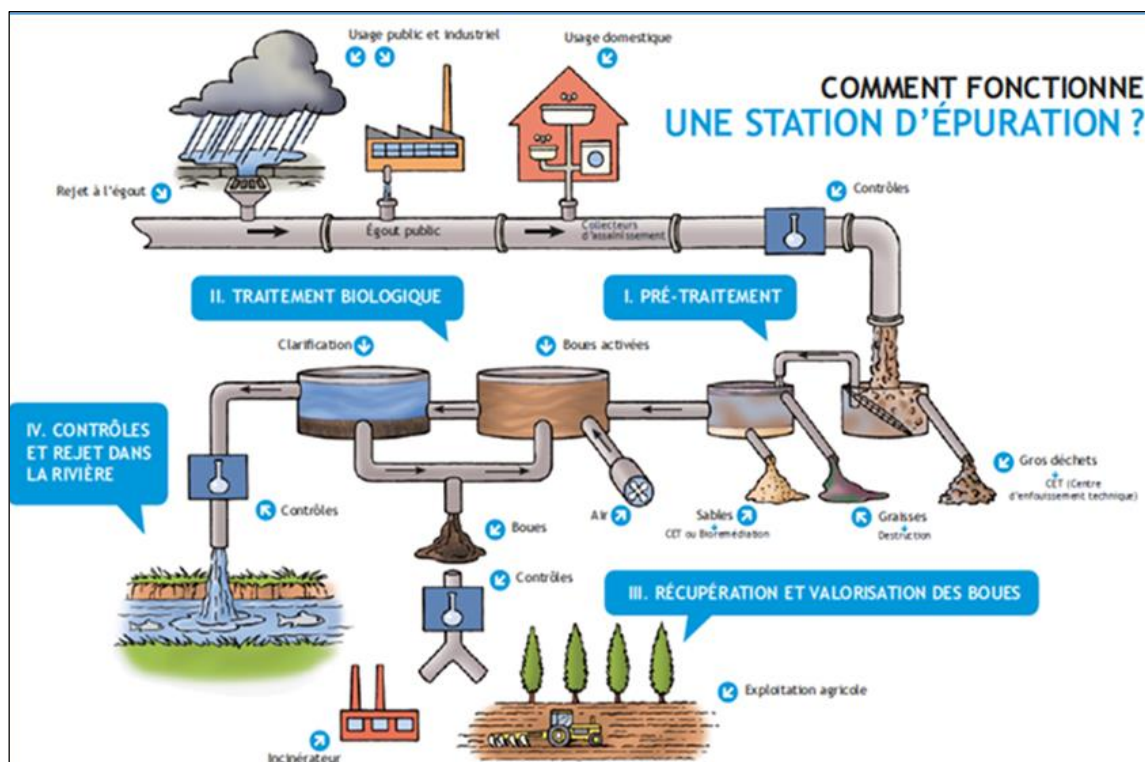 Usage public et industriel
Usage domestique
COMMENT FONCTIONNE
UNE STATION D'ÉPURATION ?
Rejet à l'égout
Contrôles
Égout public
Collecteurs
d'assainissement
II. TRAITEMENT BIOLOGIQUE
I. PRÉ-TRAITEMENT
Clarification
Boues activées
IV. CONTRÔLES
ET REJET DANS
LA RIVIÈRE
Contrôles
Boues
Air
Sables
CET ou Bioremédiation
Graisses
Destruction
Gros déchets
CET (Centre
d'enfouissement technique)
Contrôles
III. RÉCUPÉRATION ET VALORISATION DES BOUES
Exploitation agricole
Incinérateur